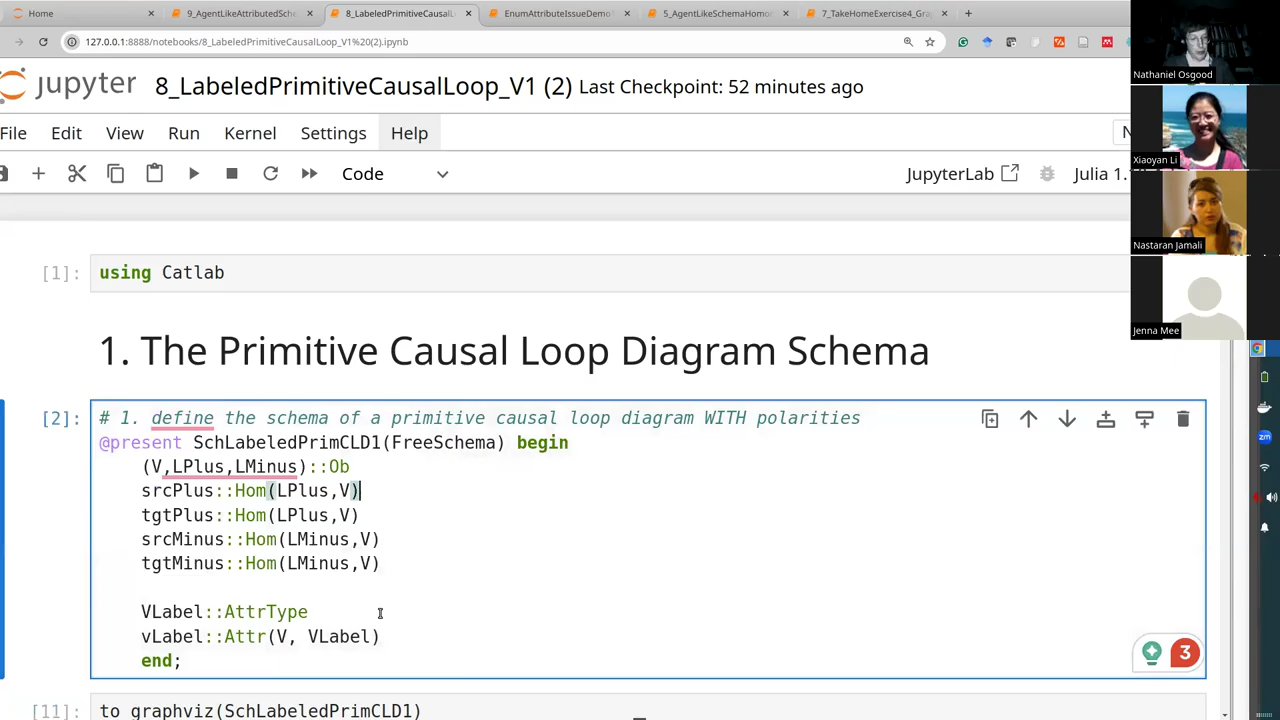 Home
9_AgentLikeAttributedSche
8_LabeledPrimitiveCausalL
EnumAttributeIssueDemo
5_AgentLikeSchemaHomor
7_TakeHomeExercise4_Gra
127.0.0.1:8888/notebooks/8_LabeledPrimitiveCausalLoop_V1%20(2).ipynb
jupyter 8_LabeledPrimitiveCausalLoop_V1 (2) Last Checkpoint: 52 minutes ago
File Edit View Run Kernel Settings Help
Code
JupyterLab
Julia 1.
[1]: using Catlab
1. The Primitive Causal Loop Diagram Schema
[2]: # 1. define the schema of a primitive causal loop diagram WITH polarities
@present SchLabeledPrimCLD1(FreeSchema) begin
(V,LPlus,LMinus)::Ob
srcPlus::Hom(LPlus,V)
tgtPlus::Hom(LPlus,V)
srcMinus::Hom(LMinus,V)
tgtMinus::Hom(LMinus,V)
VLabel::AttrType
vLabel::Attr(V, VLabel)
end;
3
[11]: to_graphviz(SchLabeledPrimCLD1)
Nathaniel Osgood
Xiaoyan Li
Nastaran Jamali
Jenna Mee
zm